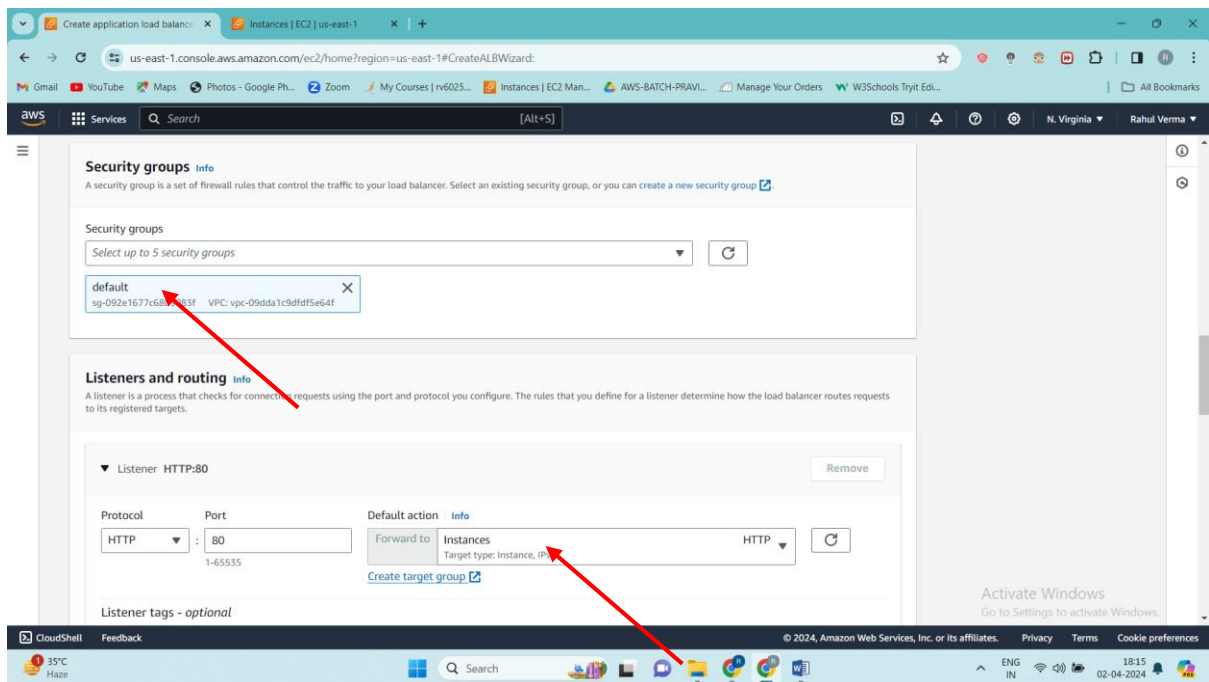 Create application load balance
Instances | EC2 | us-east-1
us-east-1.console.aws.amazon.com/ec2/home?region=us-east-1#CreateALBWizard:
Gmail YouTube Maps Photos - Google Ph... Zoom My Courses | rv6025... Instances | EC2 Man... AWS-BATCH-PRAVI... Manage Your Orders W3Schools Tryit Edi... All Bookmarks
aws Services Search [Alt+S] N. Virginia Rahul Verma
Security groups Info
A security group is a set of firewall rules that control the traffic to your load balancer. Select an existing security group, or you can create a new security group.
Security groups
Select up to 5 security groups
default
VPC: vpc-09dda1c9dfdf5e64f
Listeners and routing Info
A listener is a process that checks for connection requests using the port and protocol you configure. The rules that you define for a listener determine how the load balancer routes requests
to its registered targets.
Listener HTTP:80
Remove
Protocol Port Default action Info
HTTP : 80 Forward to Instances HTTP
1-65535 Target type: Instance,
Create target group
Listener tags - optional
Activate Windows
Go to Settings to activate Windows.
CloudShell Feedback © 2024, Amazon Web Services, Inc. or its affiliates. Privacy Terms Cookie preferences
35°C
Haze
Search
ENG
IN
18:15
02-04-2024